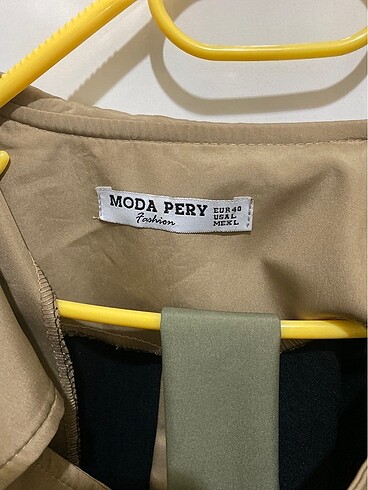 MODA PERY
Fashion
EUR 40
USA L
MEX L